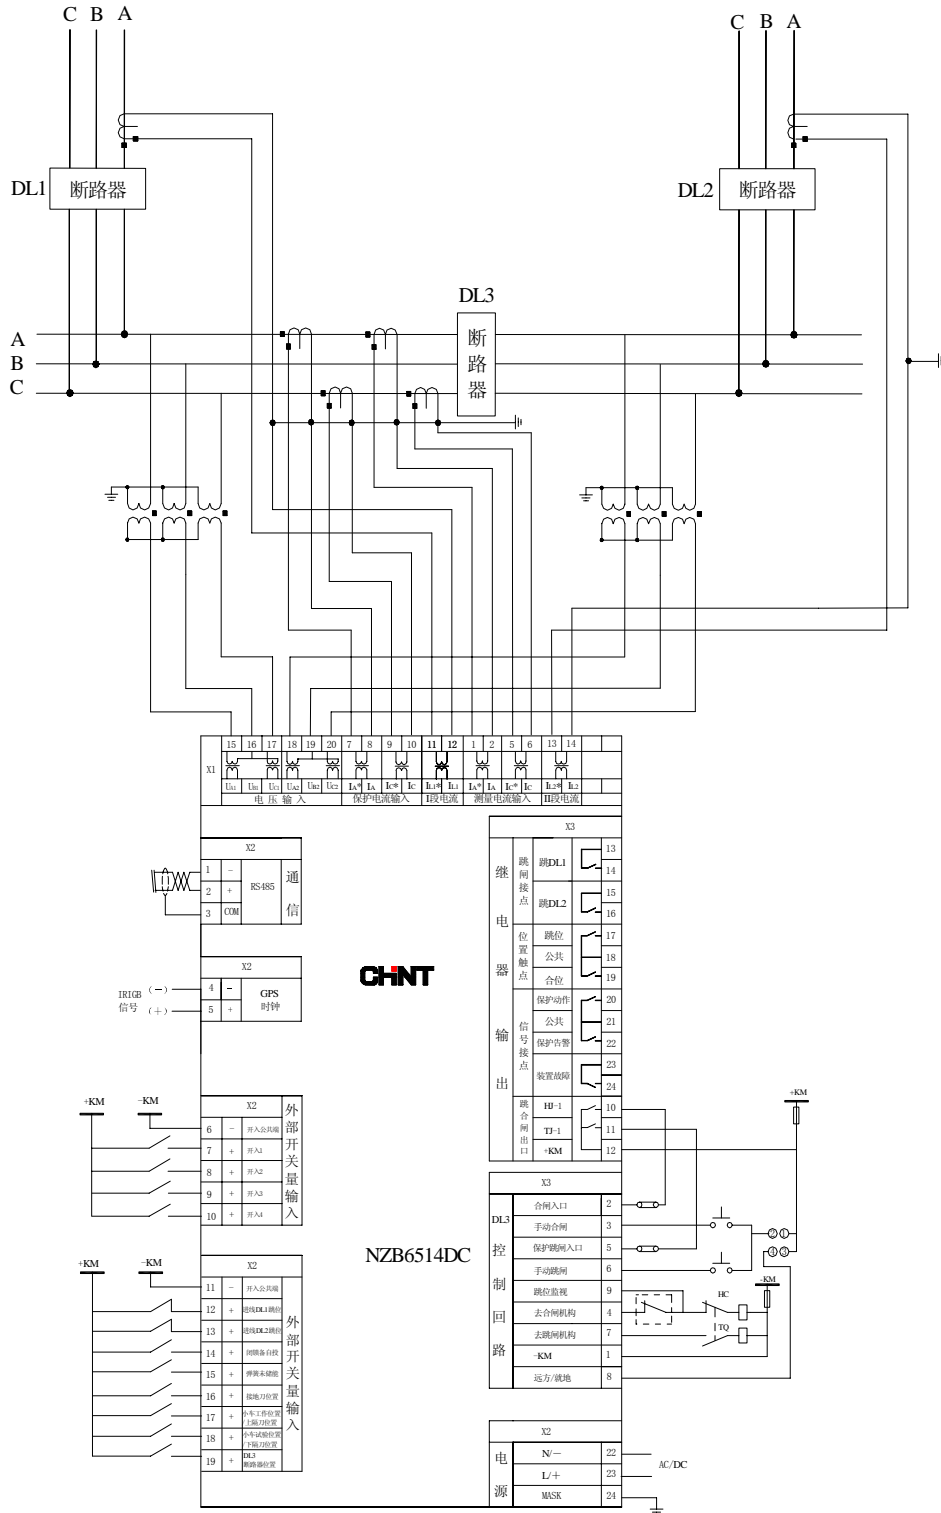 C B A
C B A
DL1 断路器
DL2 断路器
DL3
断路器
A
B
C
X1
15 16 17 18 19 20 7 8 9 10 11 12 1 2 5 6 13 14
UA1 UB1 UC1 UA2 UB2 UC2 IA* IA IC* IC IL1* IL1 IA* IA IC* IC IL2* IL2
电压输入 保护电流输入 I段电流 测量电流输入 II段电流
X2
1 -
2 +
3 COM
RS485
通信
X2
IRIGB (-) 4 -
信号 (+) 5 +
GPS
时钟
CHNT
+KM -KM
X2
6 - 开入公共端
7 + 开入1
8 + 开入2
9 + 开入3
10 + 开入4
外部开关量输入
+KM -KM
X2
11 - 开入公共端
12 + 进线DL1跳位
13 + 进线DL2跳位
14 + 闭锁备自投
15 + 弹簧未储能
16 + 接地刀位置
17 + 小车工作位置
/上隔刀位置
18 + 小车试验位置
/下隔刀位置
19 + DL3
断路器位置
外部开关量输入
NZB6514DC
X3
继电器输出
跳闸接点
跳DL1 13
14
跳DL2 15
16
位置触点
跳位 17
公共 18
合位 19
信号接点
保护动作 20
公共 21
保护告警 22
装置故障 23
24
跳合闸出口
HJ-1 10
TJ-1 11
+KM 12
+KM
X3
DL3
控制回路
合闸入口 2
手动合闸 3
保护跳闸入口 5
手动跳闸 6
跳位监视 9
去合闸机构 4
去跳闸机构 7
-KM 1
远方/就地 8
②①
④③
-KM
HC
TQ
X2
电源
N/- 22
L/+ 23
MASK 24
AC/DC